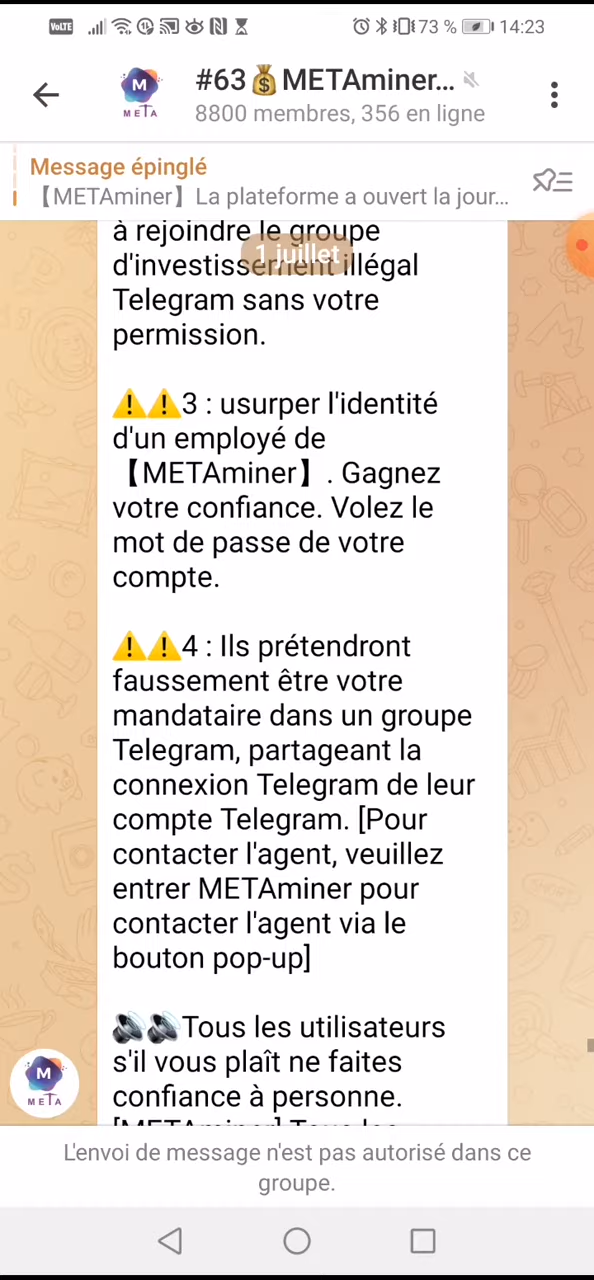 VoLTE 73 % 14:23
#63💰METAminer...
8800 membres, 356 en ligne
Message épinglé
【METAminer】La plateforme a ouvert la jour...
à rejoindre le groupe
1 juillet
d'investissement illégal
Telegram sans votre
permission.
⚠️⚠️3 : usurper l'identité
d'un employé de
【METAminer】. Gagnez
votre confiance. Volez le
mot de passe de votre
compte.
⚠️⚠️4 : Ils prétendront
faussement être votre
mandataire dans un groupe
Telegram, partageant la
connexion Telegram de leur
compte Telegram. [Pour
contacter l'agent, veuillez
entrer METAminer pour
contacter l'agent via le
bouton pop-up]
🔊🔊Tous les utilisateurs
s'il vous plaît ne faites
confiance à personne.
[METAminer] Tous les
M
META
M
META
L'envoi de message n'est pas autorisé dans ce
groupe.